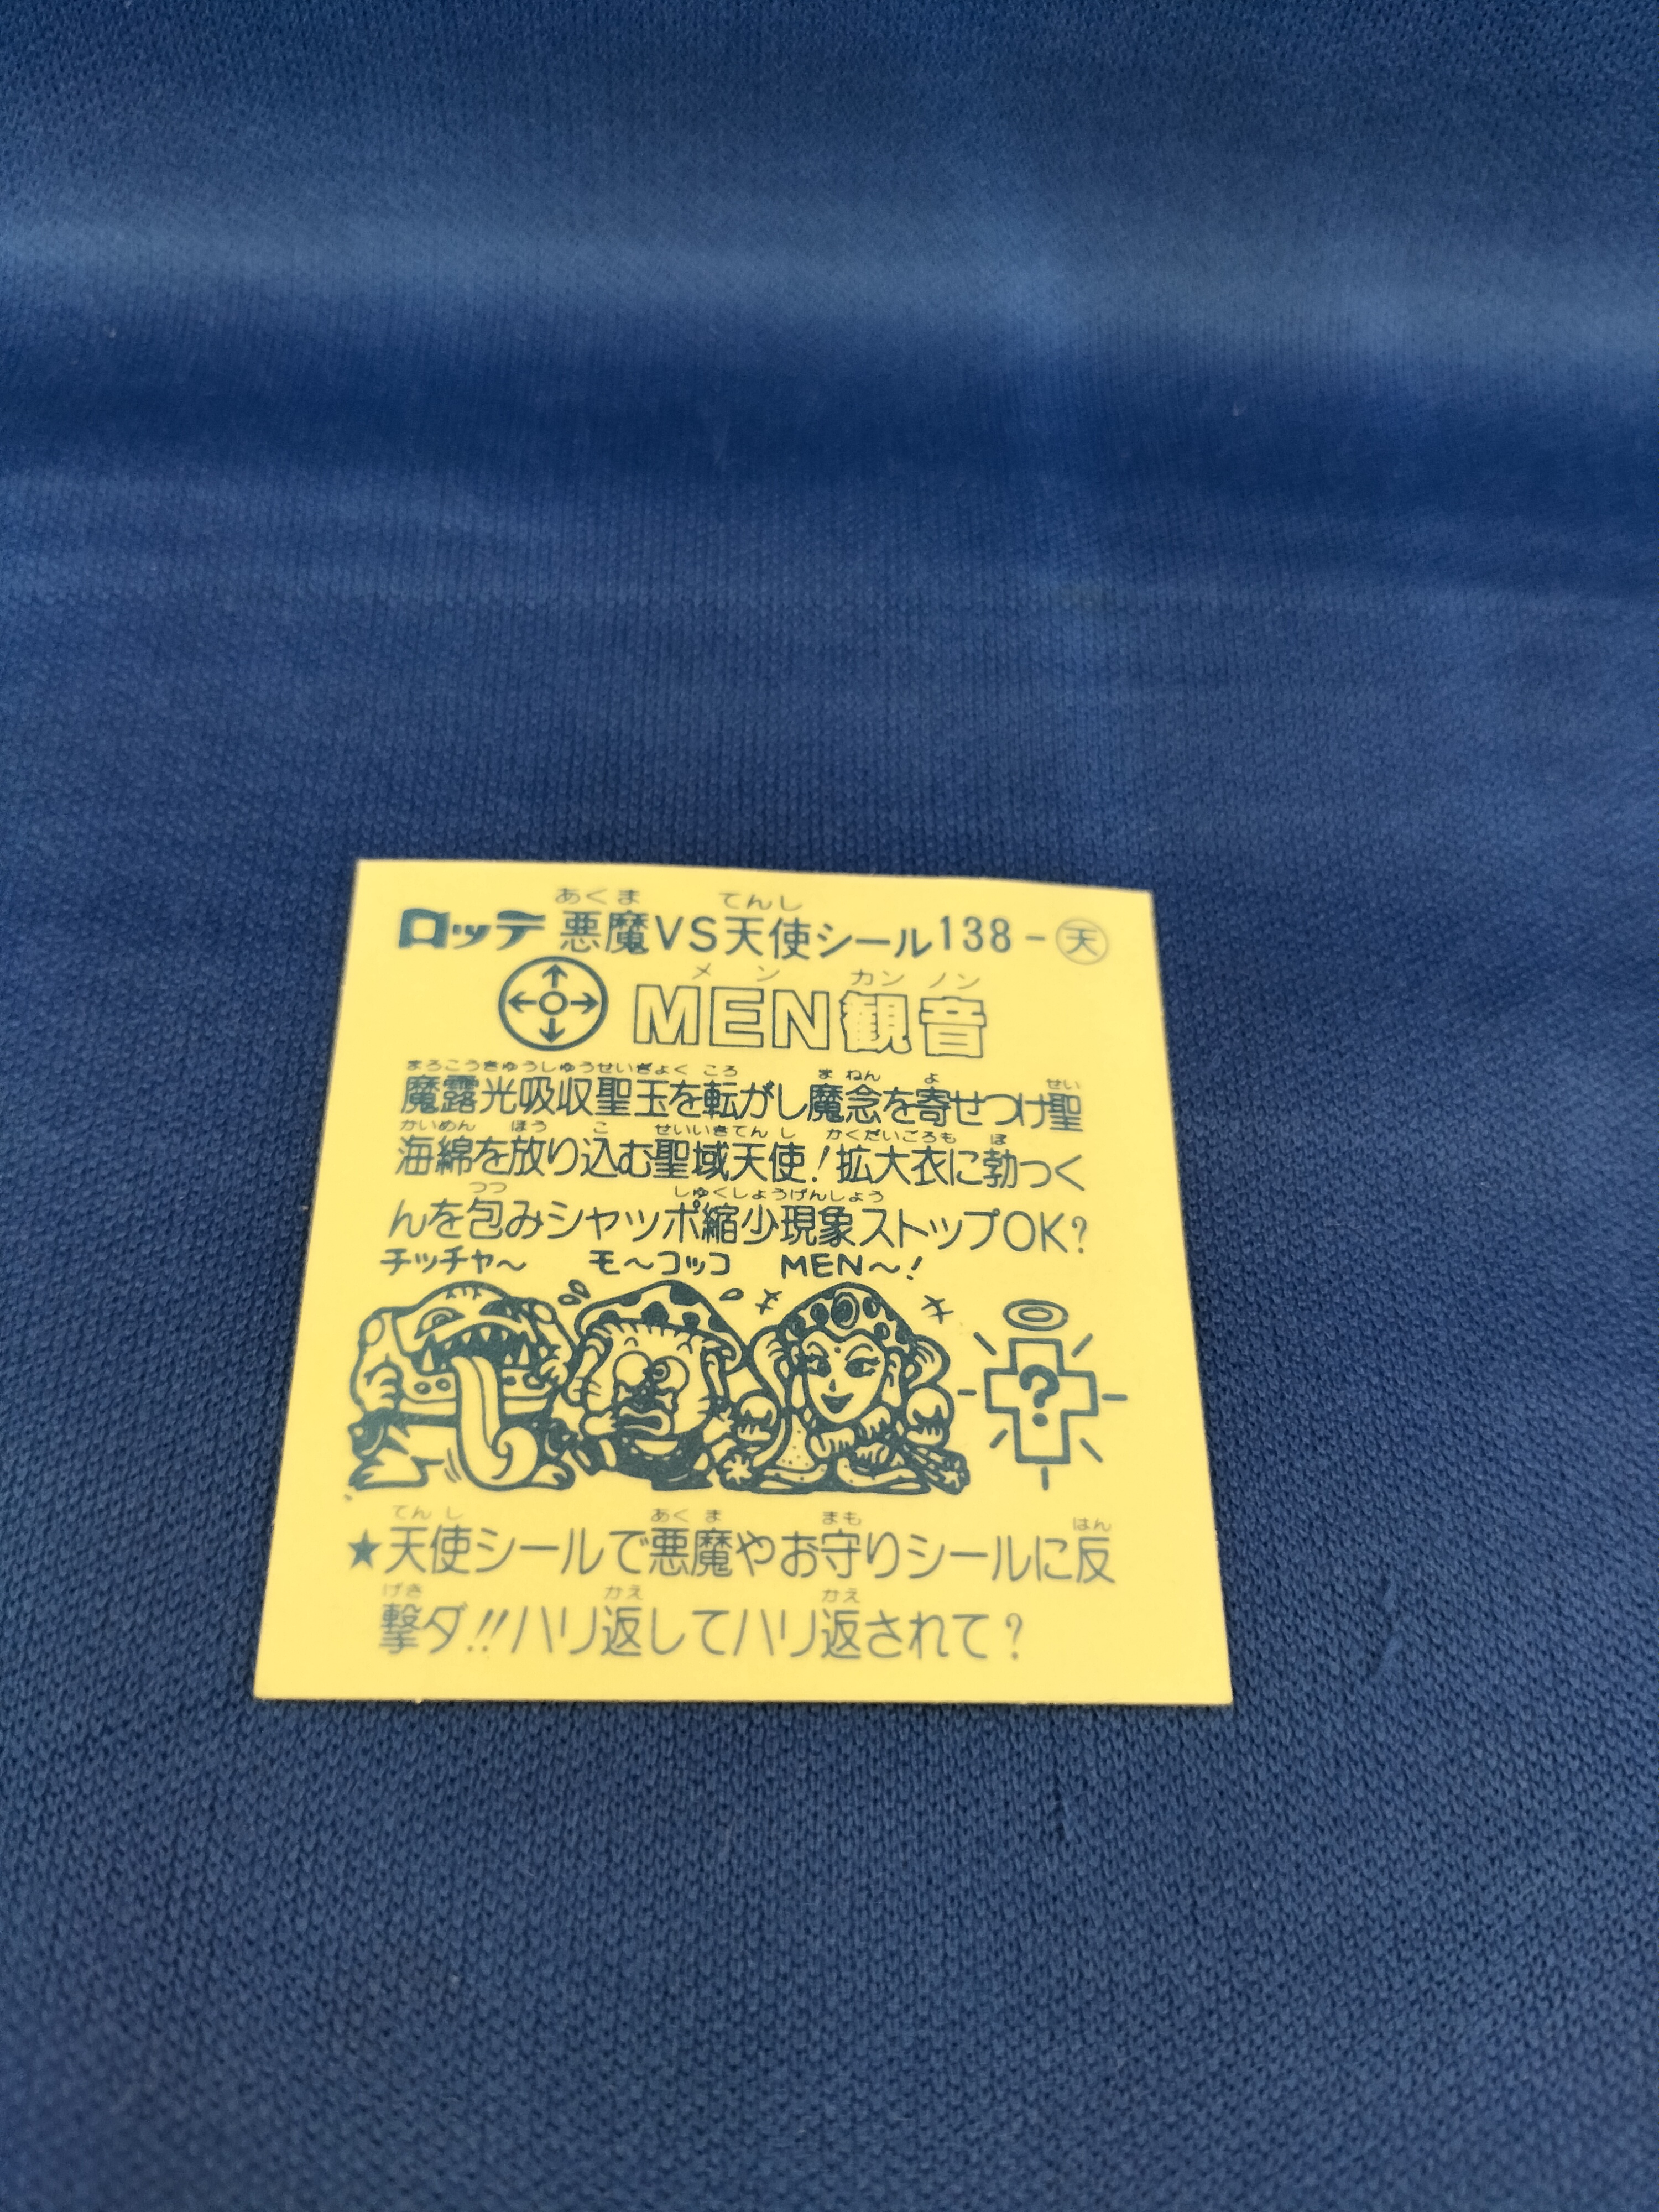 あくま てんし
ロッテ 悪魔VS天使シール138-天
メン カンノン
MEN観音
まろこうきゅうしゅうせいぎょく ころ ま ねん よ せい
魔露光吸収聖玉を転がし魔念を寄せつけ聖
かいめん ほう こ せいいきてん し かくだいごろも ぼ
海綿を放り込む聖域天使!拡大衣に勃つく
つつ しゅくしょうげんしょう
んを包みシャッポ縮少現象ストップOK?
チッチャ〜 モ〜コッコ MEN〜!
?
てん し あく ま まも はん
★天使シールで悪魔やお守りシールに反
げき かえ かえ
撃ダ!!ハリ返してハリ返されて?